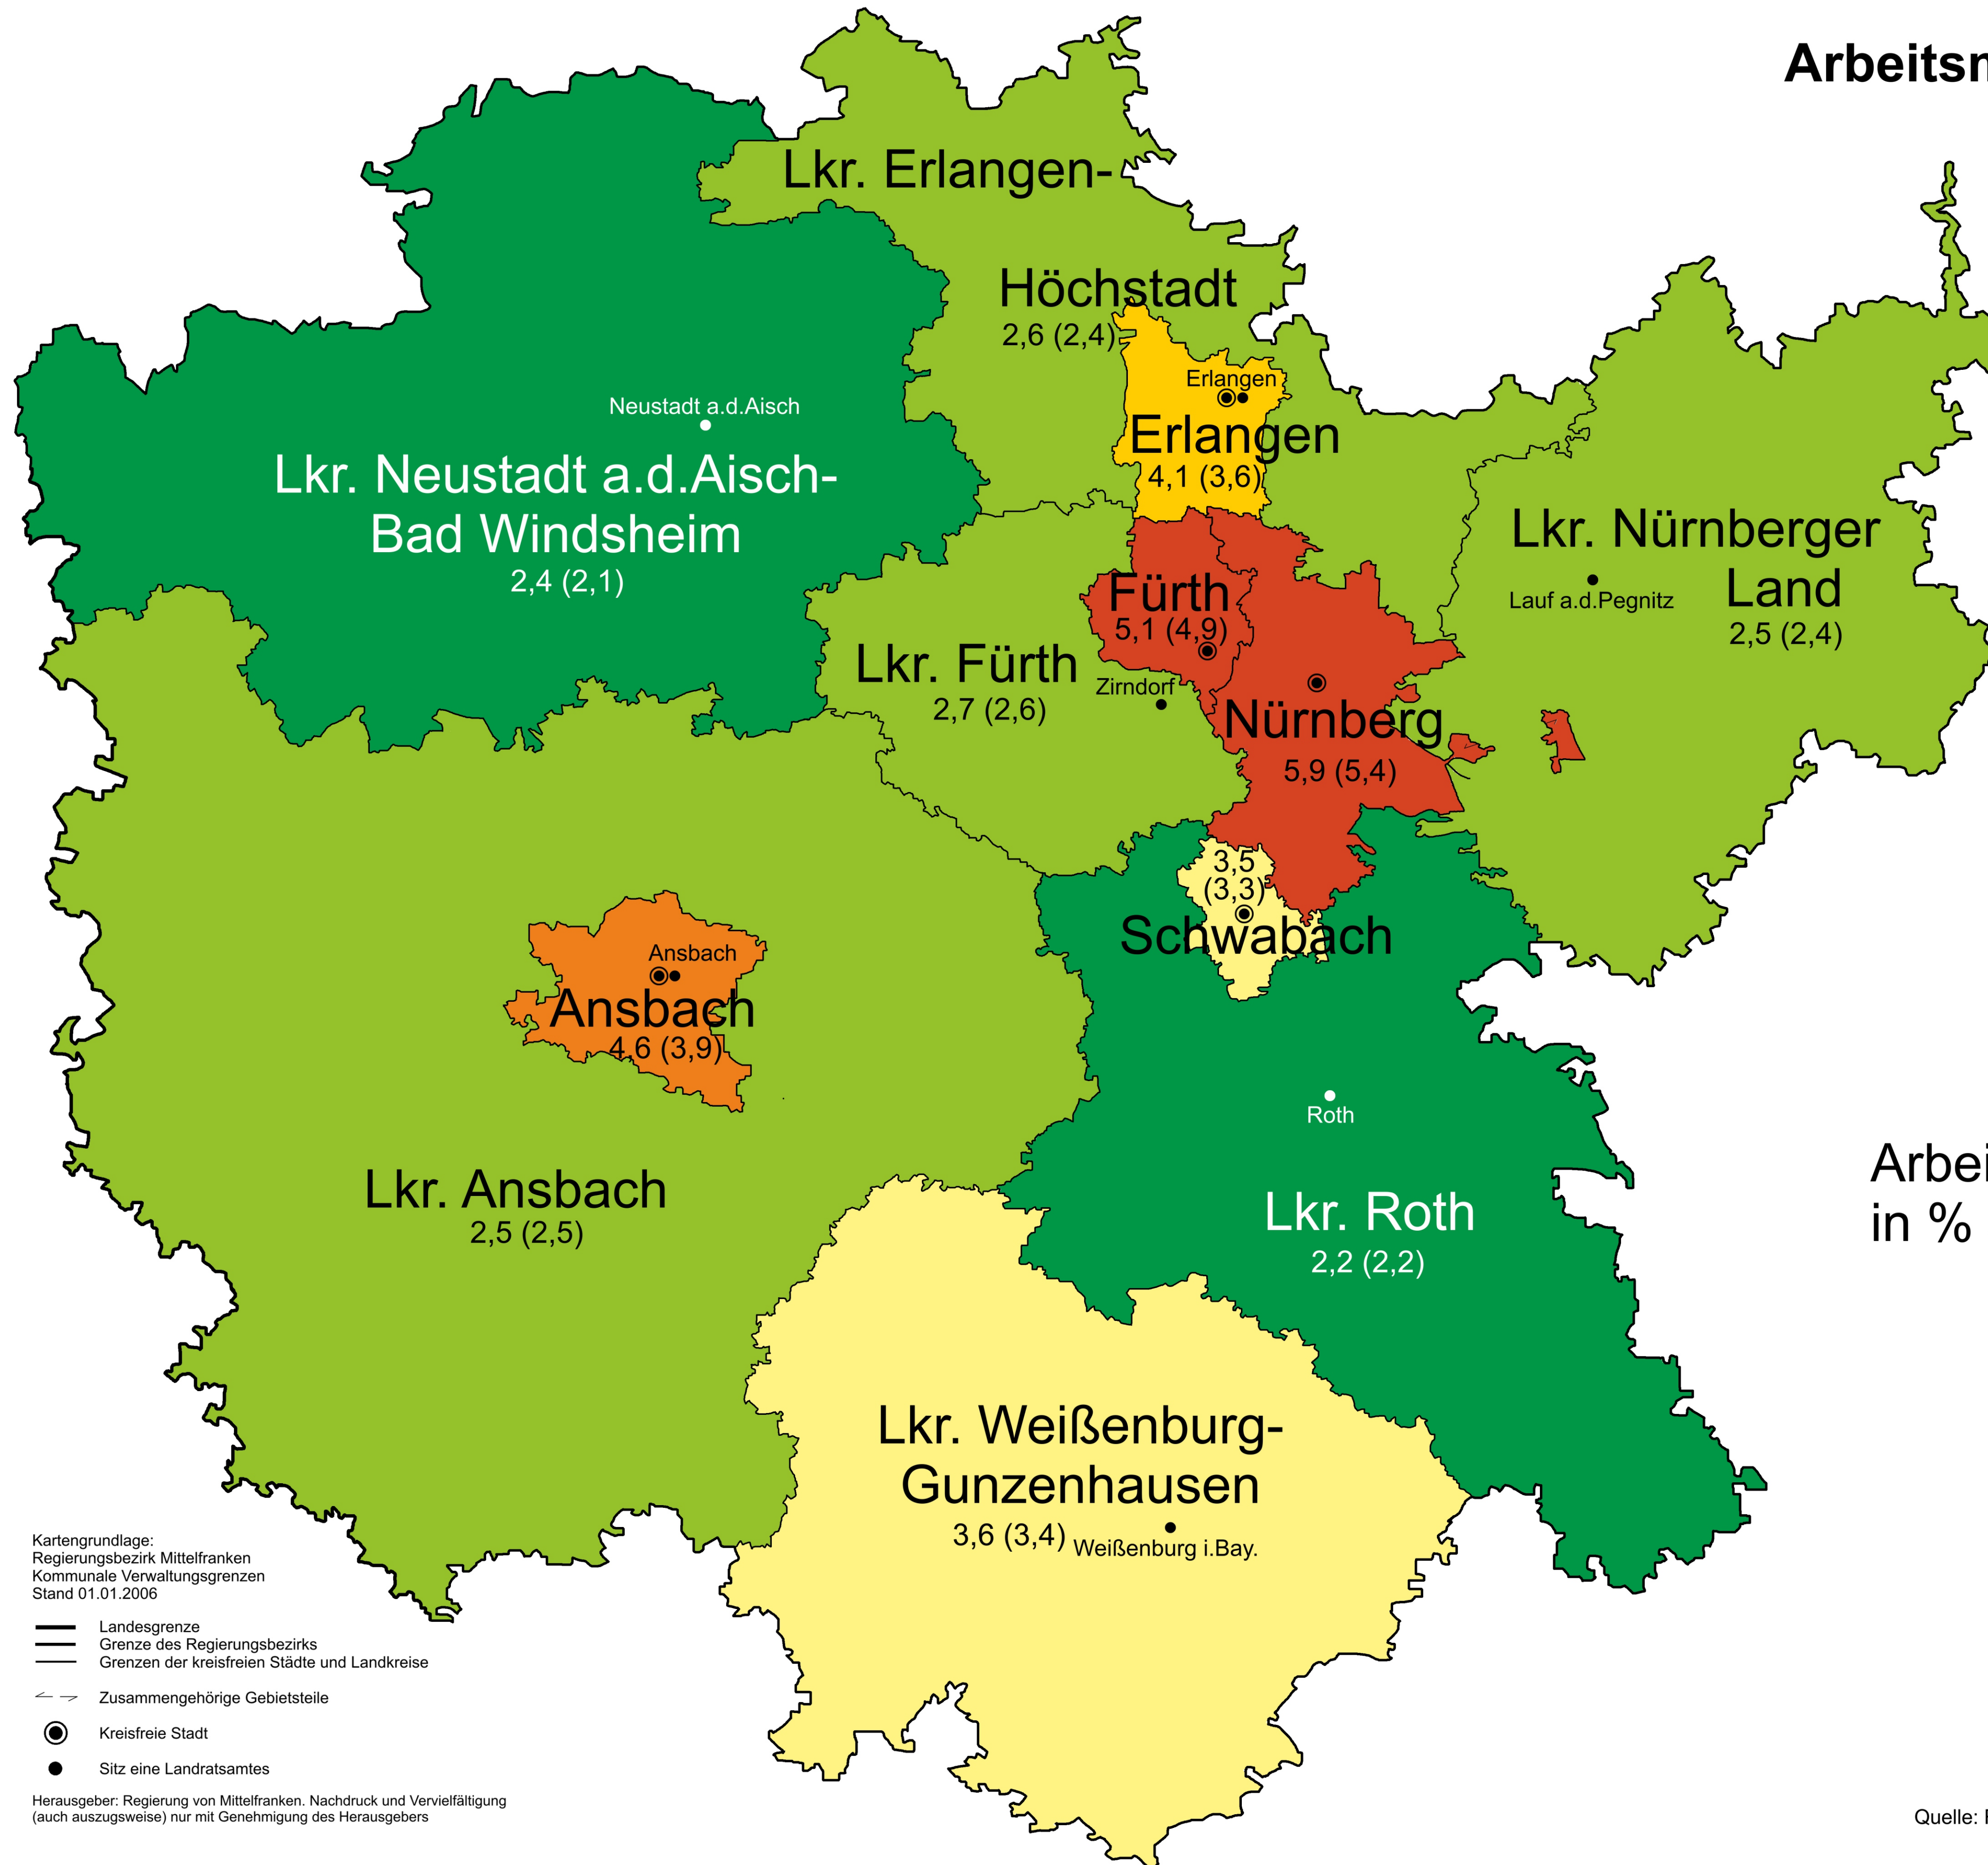 Arbeitsm
Lkr. Erlangen-
Höchstadt
2,6 (2,4)
Erlangen
Erlangen
4,1 (3,6)
Neustadt a.d.Aisch
Lkr. Neustadt a.d.Aisch-
Bad Windsheim
2,4 (2,1)
Lkr. Nürnberger
Land
Lauf a.d.Pegnitz
2,5 (2,4)
Fürth
5,1 (4,9)
Lkr. Fürth
2,7 (2,6)
Zirndorf
Nürnberg
5,9 (5,4)
3,5
(3,3)
Schwabach
Ansbach
Ansbach
4,6 (3,9)
Roth
Lkr. Roth
2,2 (2,2)
Lkr. Ansbach
2,5 (2,5)
Arbei
in %
Lkr. Weißenburg-
Gunzenhausen
3,6 (3,4)
Weißenburg i.Bay.
Kartengrundlage:
Regierungsbezirk Mittelfranken
Kommunale Verwaltungsgrenzen
Stand 01.01.2006
Landesgrenze
Grenze des Regierungsbezirks
Grenzen der kreisfreien Städte und Landkreise
Zusammengehörige Gebietsteile
Kreisfreie Stadt
Sitz eine Landratsamtes
Herausgeber: Regierung von Mittelfranken. Nachdruck und Vervielfältigung
(auch auszugsweise) nur mit Genehmigung des Herausgebers
Quelle: